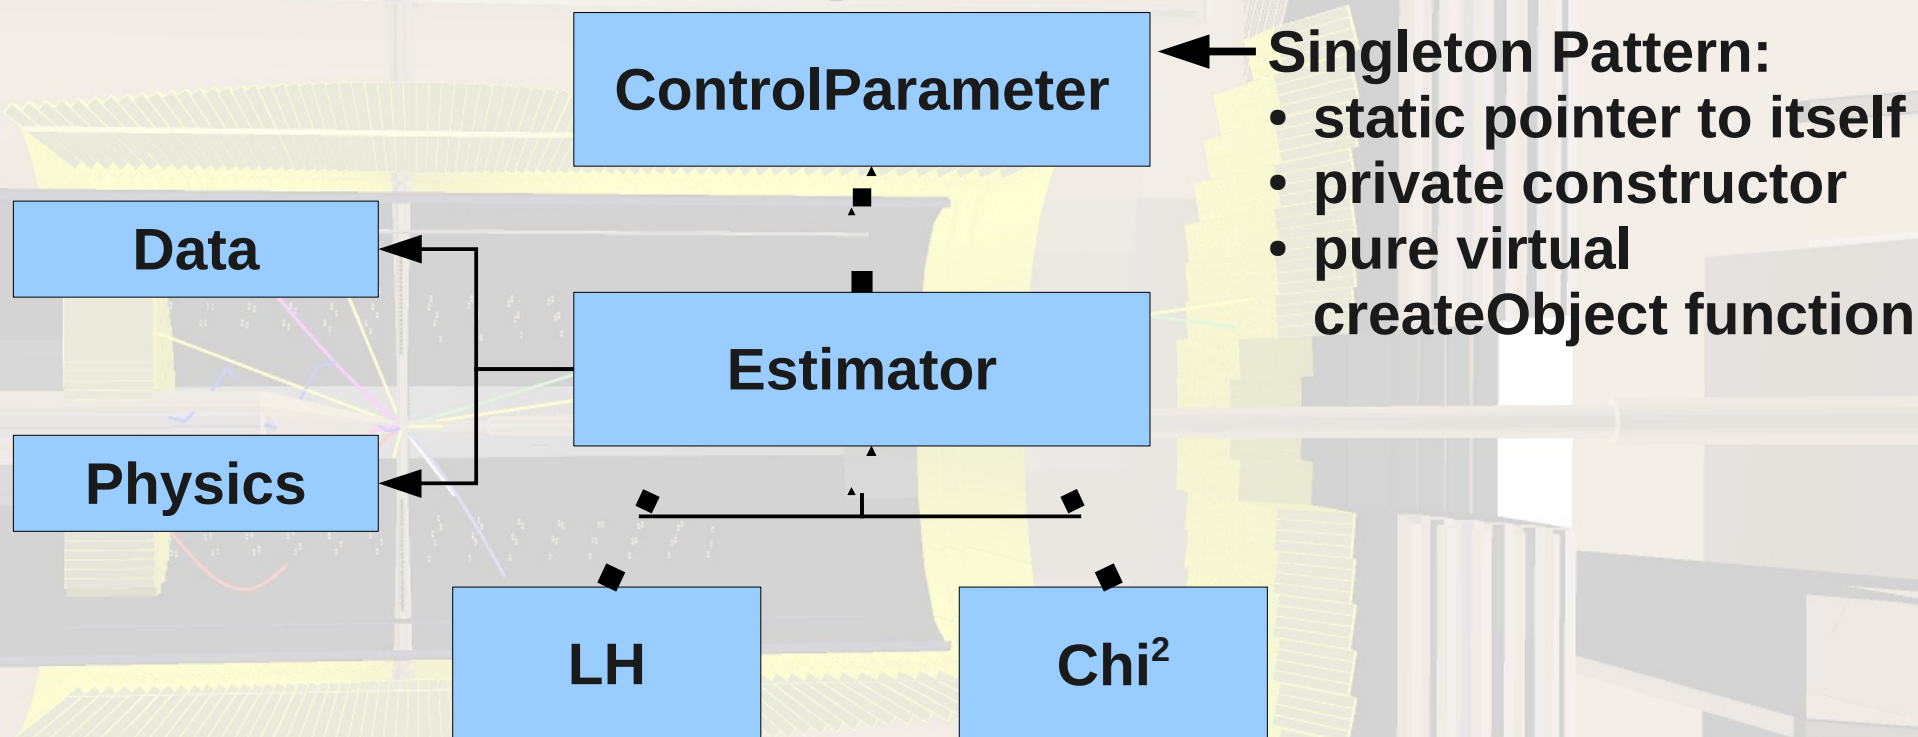 ControlParameter
Singleton Pattern:
• static pointer to itself
• private constructor
• pure virtual
createObject function
Data
Estimator
Physics
LH
Chi²